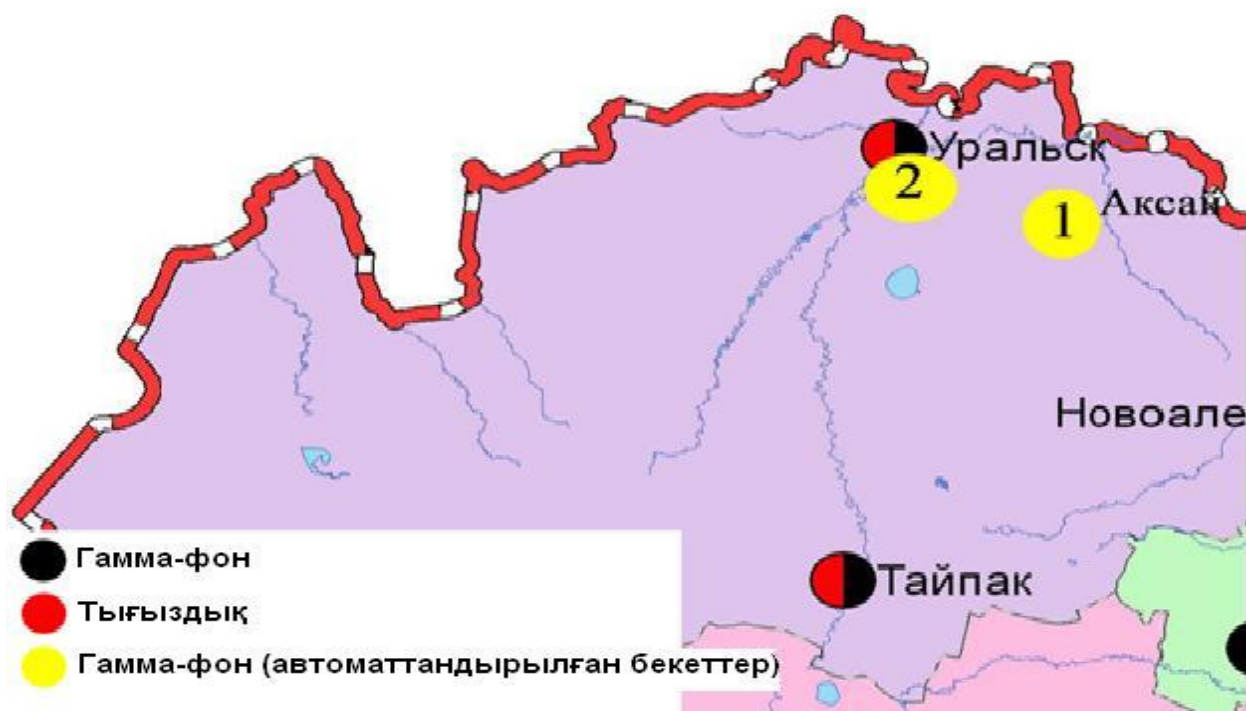 Уральск
2
Аксай
1
Новоале
Тайпак
Гамма-фон
Тығыздық
Гамма-фон (автоматтандырылған бекеттер)